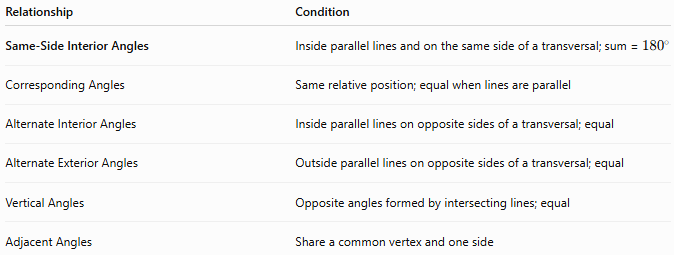 Relationship Condition
Same-Side Interior Angles Inside parallel lines and on the same side of a transversal; sum = 180°
Corresponding Angles Same relative position; equal when lines are parallel
Alternate Interior Angles Inside parallel lines on opposite sides of a transversal; equal
Alternate Exterior Angles Outside parallel lines on opposite sides of a transversal; equal
Vertical Angles Opposite angles formed by intersecting lines; equal
Adjacent Angles Share a common vertex and one side